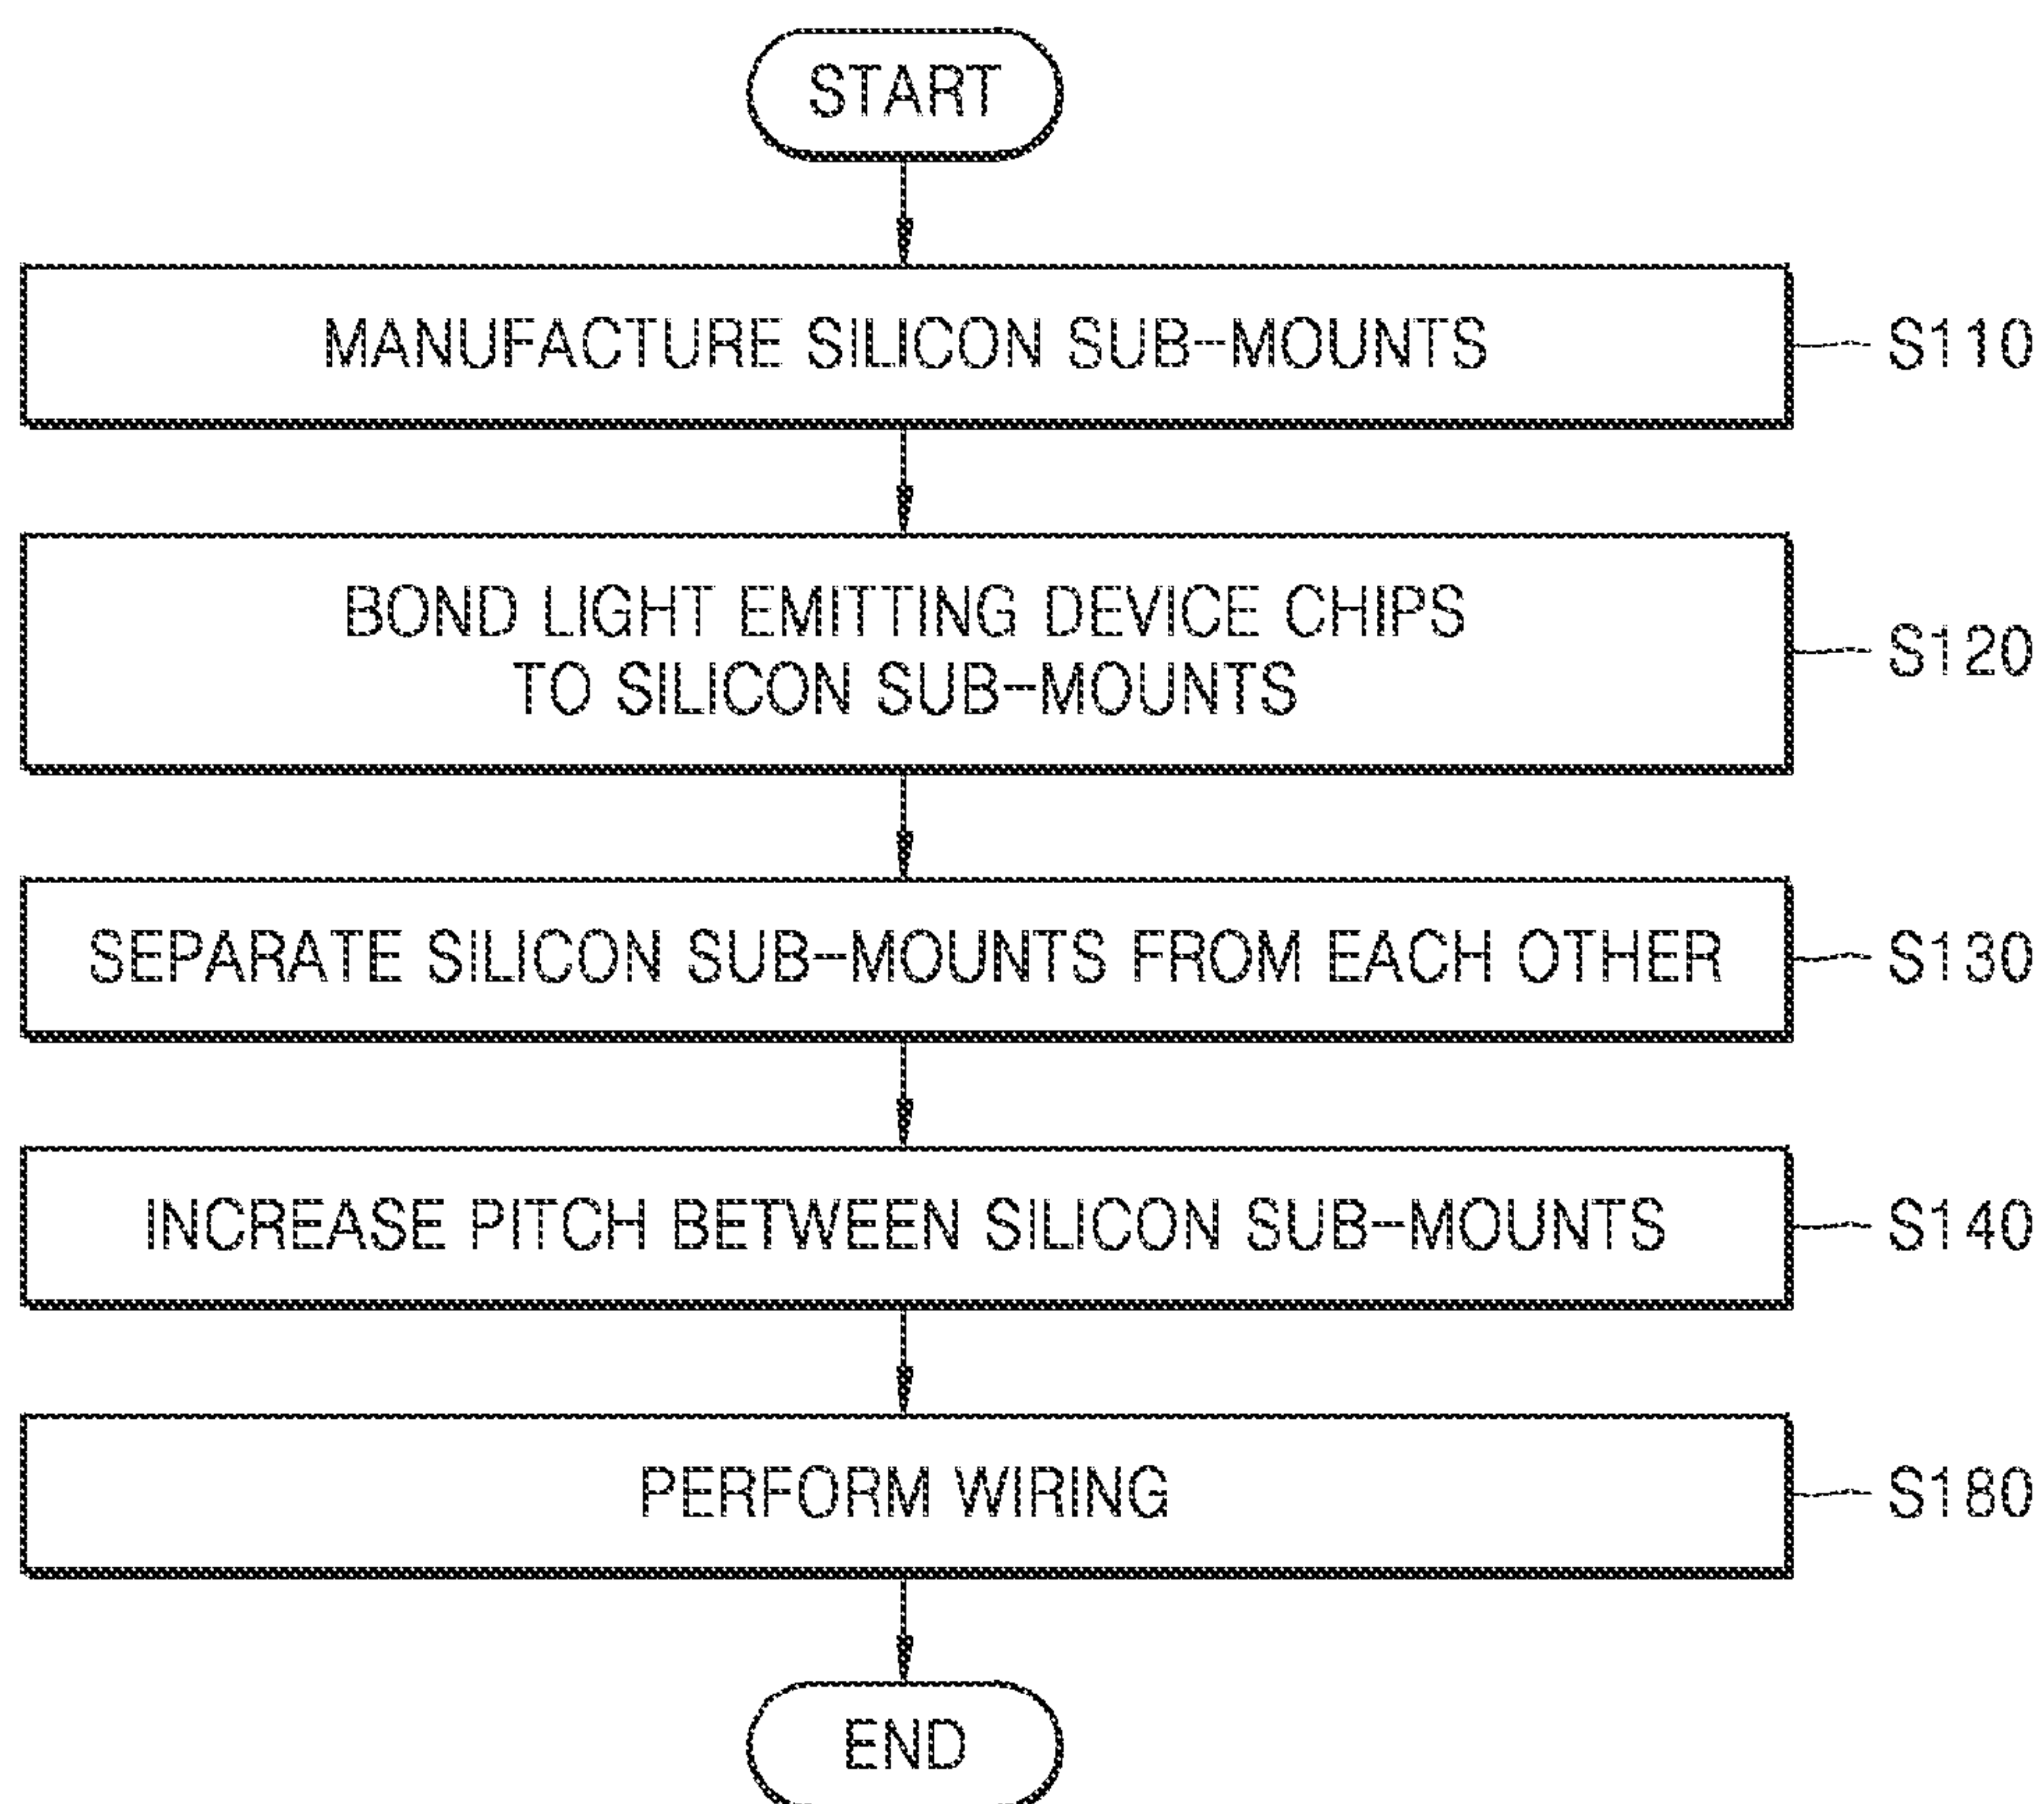 START
MANUFACTURE SILICON SUB-MOUNTS
S110
BOND LIGHT EMITTING DEVICE CHIPS
TO SILICON SUB-MOUNTS
S120
SEPARATE SILICON SUB-MOUNTS FROM EACH OTHER
S130
INCREASE PITCH BETWEEN SILICON SUB-MOUNTS
S140
PERFORM WIRING
S180
END